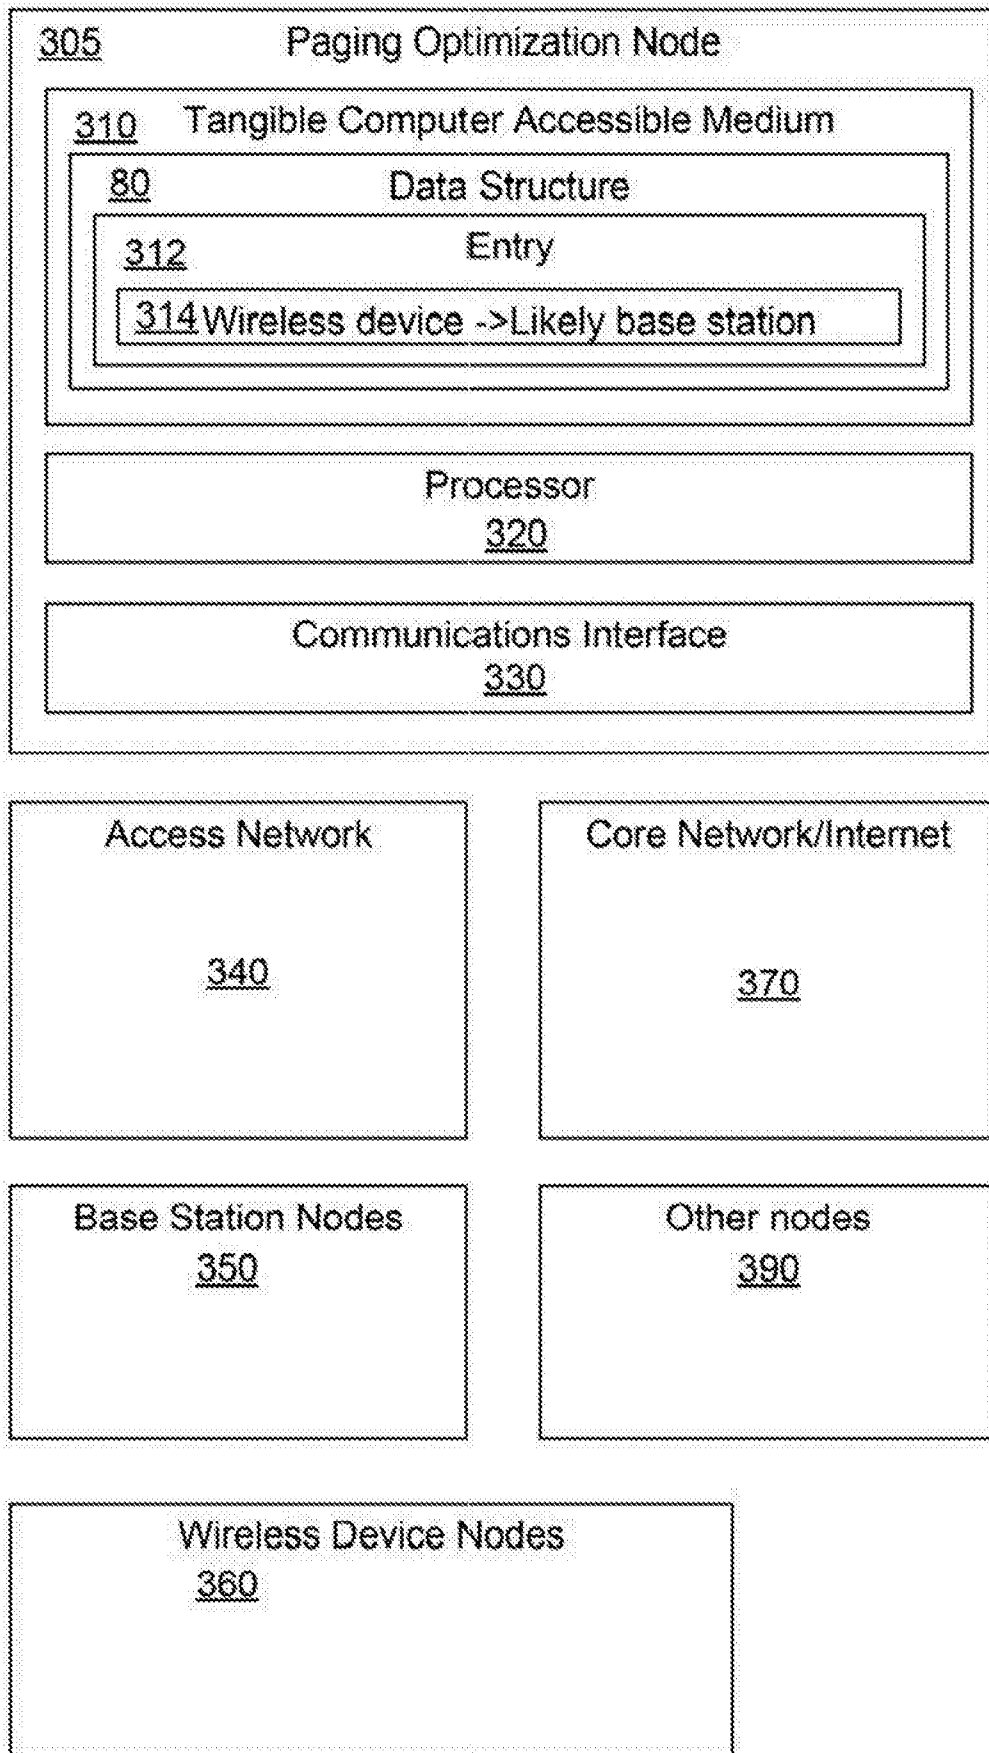 305 Paging Optimization Node
310 Tangible Computer Accessible Medium
80 Data Structure
312 Entry
314 Wireless device ->Likely base station
Processor
320
Communications Interface
330
Access Network
340
Core Network/Internet
370
Base Station Nodes
350
Other nodes
390
Wireless Device Nodes
360